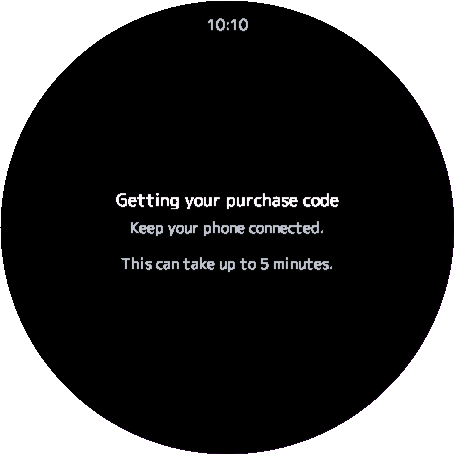 10:10
Getting your purchase code
Keep your phone connected.
This can take up to 5 minutes.